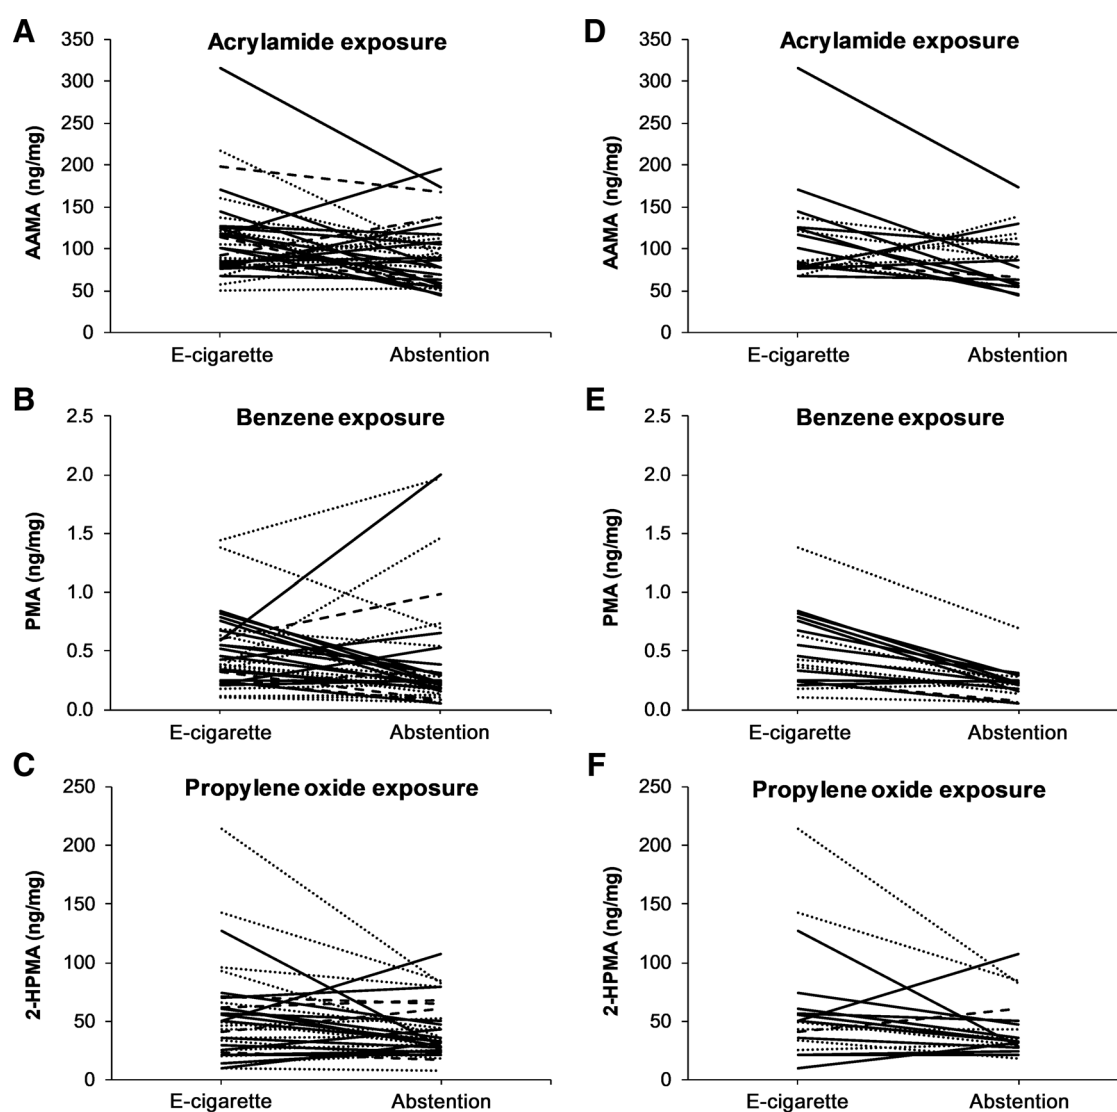 A
Acrylamide exposure
AAMA (ng/mg)
350
300
250
200
150
100
50
0
E-cigarette
Abstention
D
Acrylamide exposure
AAMA (ng/mg)
350
300
250
200
150
100
50
0
E-cigarette
Abstention
B
Benzene exposure
PMA (ng/mg)
2.5
2.0
1.5
1.0
0.5
0.0
E-cigarette
Abstention
E
Benzene exposure
PMA (ng/mg)
2.5
2.0
1.5
1.0
0.5
0.0
E-cigarette
Abstention
C
Propylene oxide exposure
2-HPMA (ng/mg)
250
200
150
100
50
0
E-cigarette
Abstention
F
Propylene oxide exposure
2-HPMA (ng/mg)
250
200
150
100
50
0
E-cigarette
Abstention